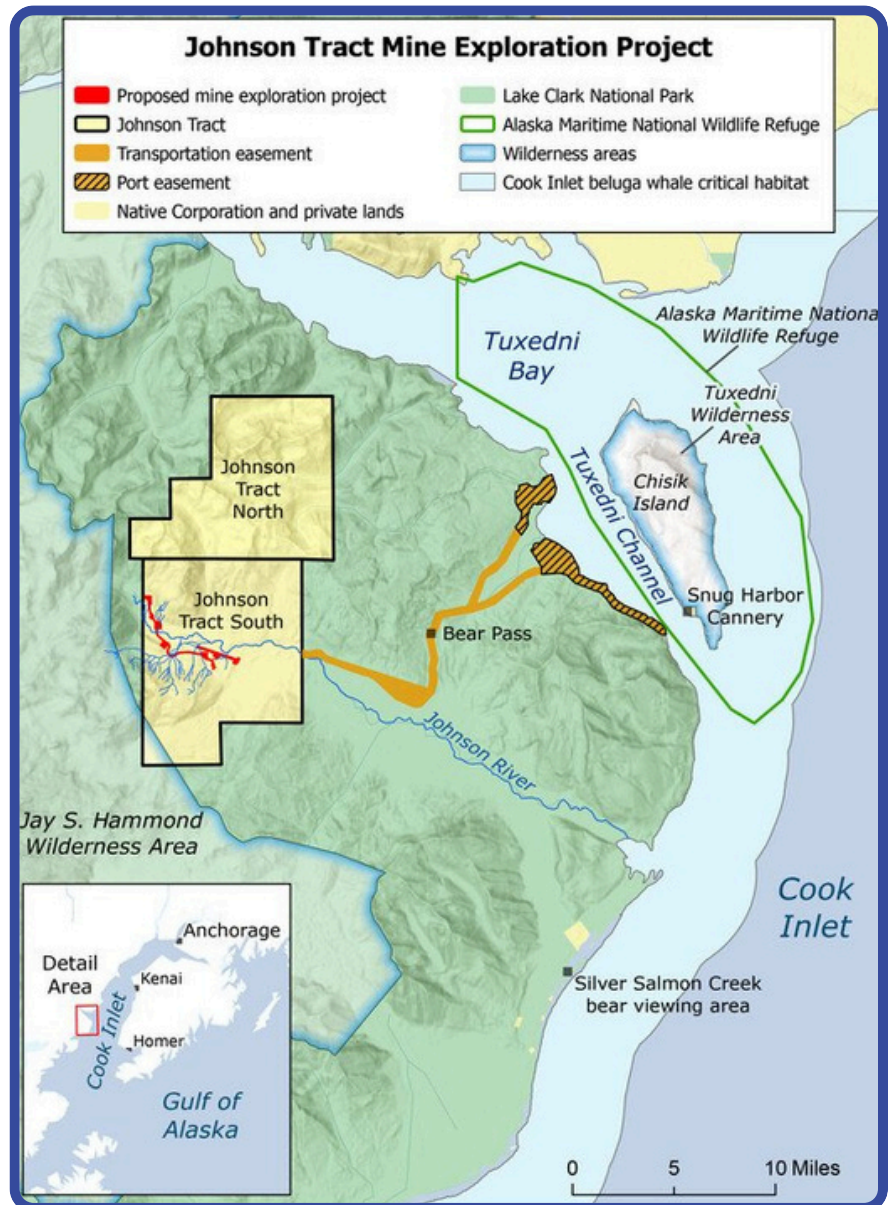 Johnson Tract Mine Exploration Project
Proposed mine exploration project
Johnson Tract
Transportation easement
Port easement
Native Corporation and private lands
Lake Clark National Park
Alaska Maritime National Wildlife Refuge
Wilderness areas
Cook Inlet beluga whale critical habitat
Alaska Maritime Nationa
Wildlife Refuge
Tuxedni
Bay
Tuxedni
Wilderness
Area
Chisik
Island
Tuxedni Channel
Snug Harbor
Cannery
Johnson
Tract
North
Johnson
Tract South
Bear Pass
Johnson River
Jay S. Hammond
Wilderness Area
Cook
Inlet
Silver Salmon Creek
bear viewing area
Anchorage
Detail
Area
Kenai
Cook Inlet
Homer
Gulf of
Alaska
0 5 10 Miles